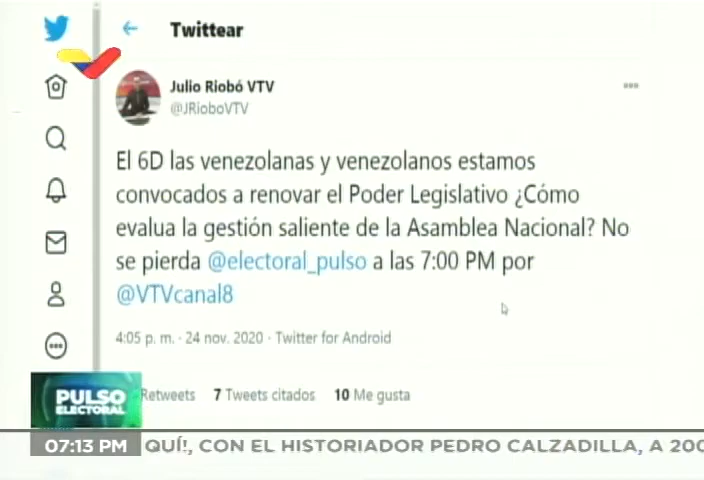 Twittear
Julio Riobó VTV
@JRioboVTV
El 6D las venezolanas y venezolanos estamos
convocados a renovar el Poder Legislativo ¿Cómo
evalua la gestión saliente de la Asamblea Nacional? No
se pierda @electoral_pulso a las 7:00 PM por
@VTVcanal8
4:05 p. m. · 24 nov. 2020 · Twitter for Android
Retweets 7 Tweets citados 10 Me gusta
PULSO
ELECTORAL
07:13 PM QUÍ!, CON EL HISTORIADOR PEDRO CALZADILLA, A 200